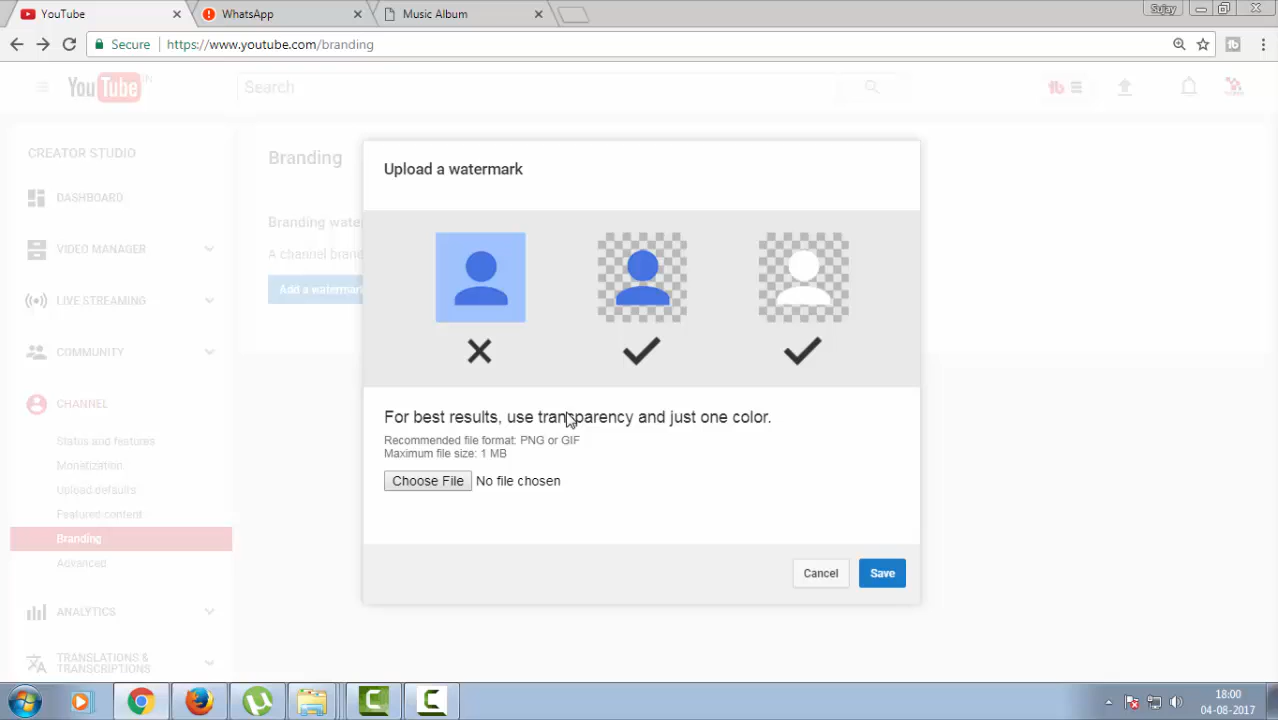 YouTube
WhatsApp
Music Album
Sujay
Secure
https://www.youtube.com/branding
YouTube IN
Search
CREATOR STUDIO
DASHBOARD
VIDEO MANAGER
LIVE STREAMING
COMMUNITY
CHANNEL
Status and features
Monetization
Upload defaults
Featured content
Branding
Advanced
ANALYTICS
TRANSLATIONS &
TRANSCRIPTIONS
Branding
Branding wate
A channel brand
Add a watermark
Upload a watermark
For best results, use transparency and just one color.
Recommended file format: PNG or GIF
Maximum file size: 1 MB
Choose File No file chosen
Cancel
Save
18:00
04-08-2017